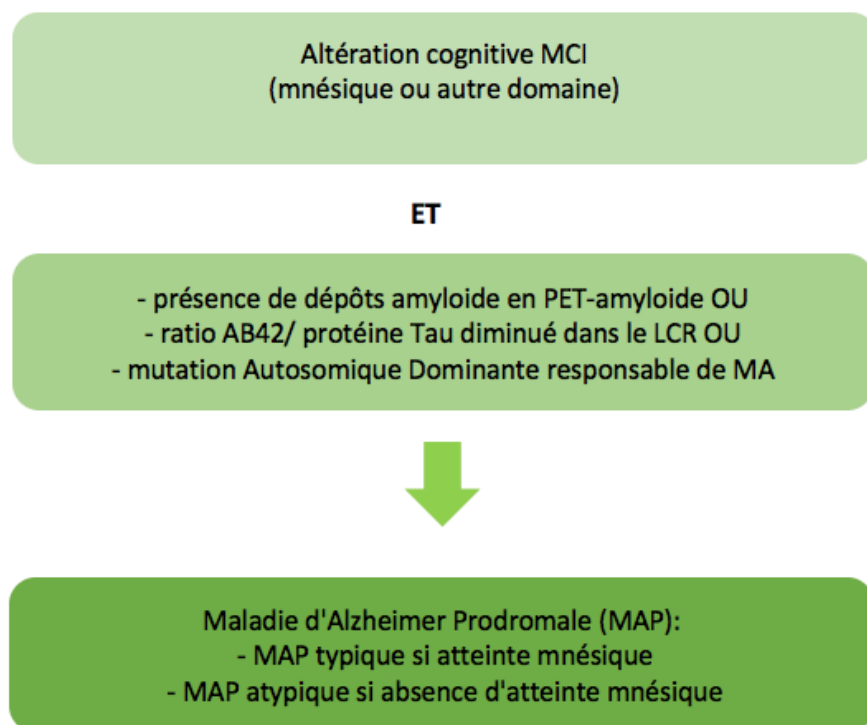 Altération cognitive MCI
(mnésique ou autre domaine)
ET
- présence de dépôts amyloide en PET-amyloide OU
- ratio AB42/ protéine Tau diminué dans le LCR OU
- mutation Autosomique Dominante responsable de MA
Maladie d'Alzheimer Prodromale (MAP):
- MAP typique si atteinte mnésique
- MAP atypique si absence d'atteinte mnésique